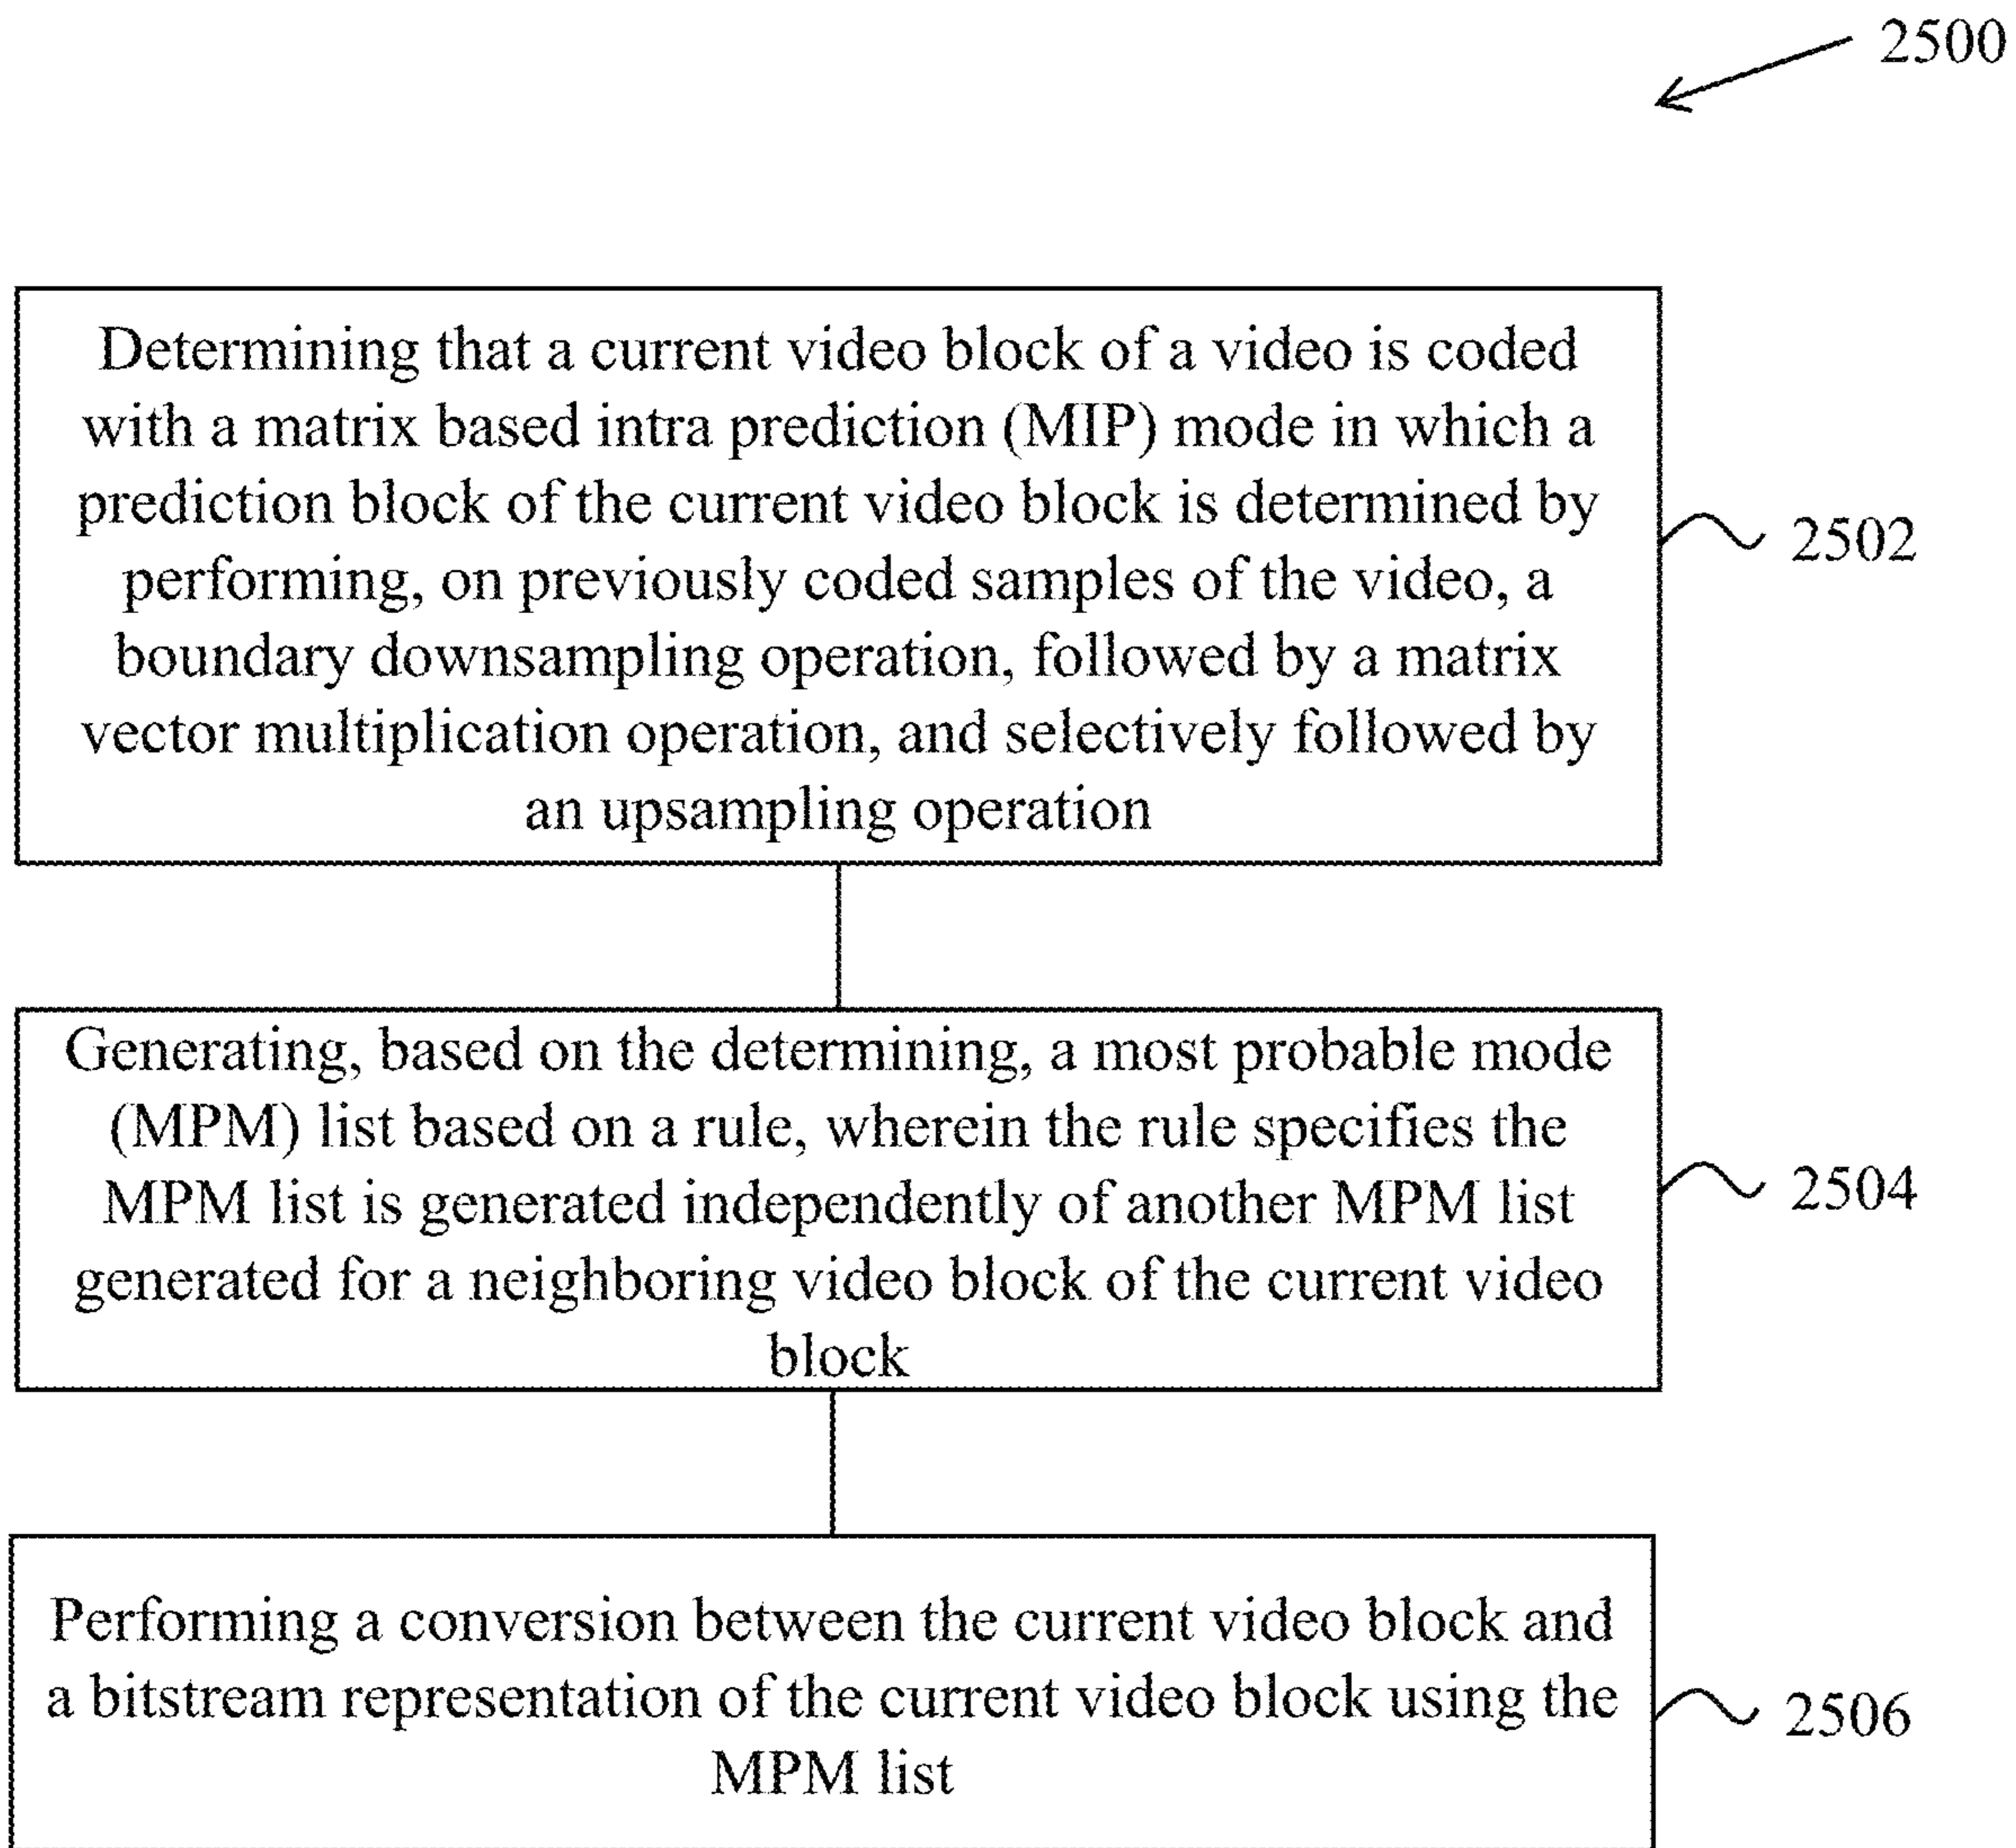 2500
Determining that a current video block of a video is coded
with a matrix based intra prediction (MIP) mode in which a
prediction block of the current video block is determined by
performing, on previously coded samples of the video, a
boundary downsampling operation, followed by a matrix
vector multiplication operation, and selectively followed by
an upsampling operation
2502
Generating, based on the determining, a most probable mode
(MPM) list based on a rule, wherein the rule specifies the
MPM list is generated independently of another MPM list
generated for a neighboring video block of the current video
block
2504
Performing a conversion between the current video block and
a bitstream representation of the current video block using the
MPM list
2506